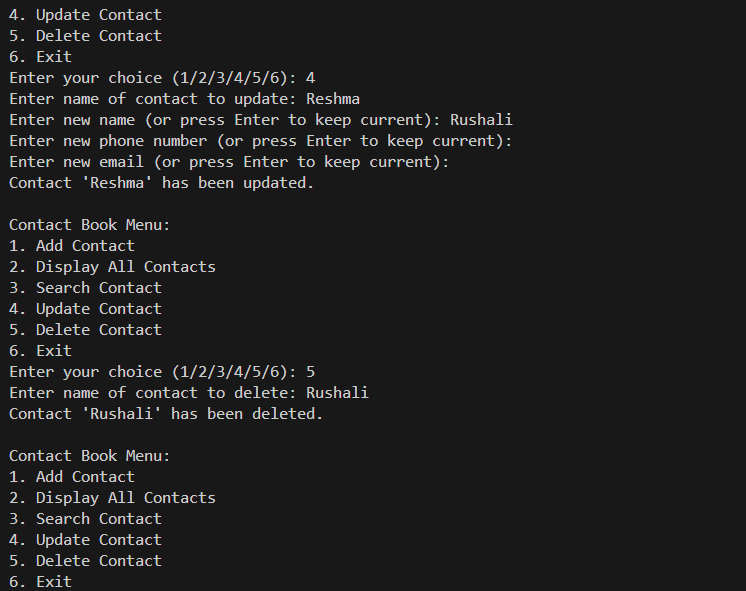 4. Update Contact
5. Delete Contact
6. Exit
Enter your choice (1/2/3/4/5/6): 4
Enter name of contact to update: Reshma
Enter new name (or press Enter to keep current): Rushali
Enter new phone number (or press Enter to keep current):
Enter new email (or press Enter to keep current):
Contact 'Reshma' has been updated.

Contact Book Menu:
1. Add Contact
2. Display All Contacts
3. Search Contact
4. Update Contact
5. Delete Contact
6. Exit
Enter your choice (1/2/3/4/5/6): 5
Enter name of contact to delete: Rushali
Contact 'Rushali' has been deleted.

Contact Book Menu:
1. Add Contact
2. Display All Contacts
3. Search Contact
4. Update Contact
5. Delete Contact
6. Exit